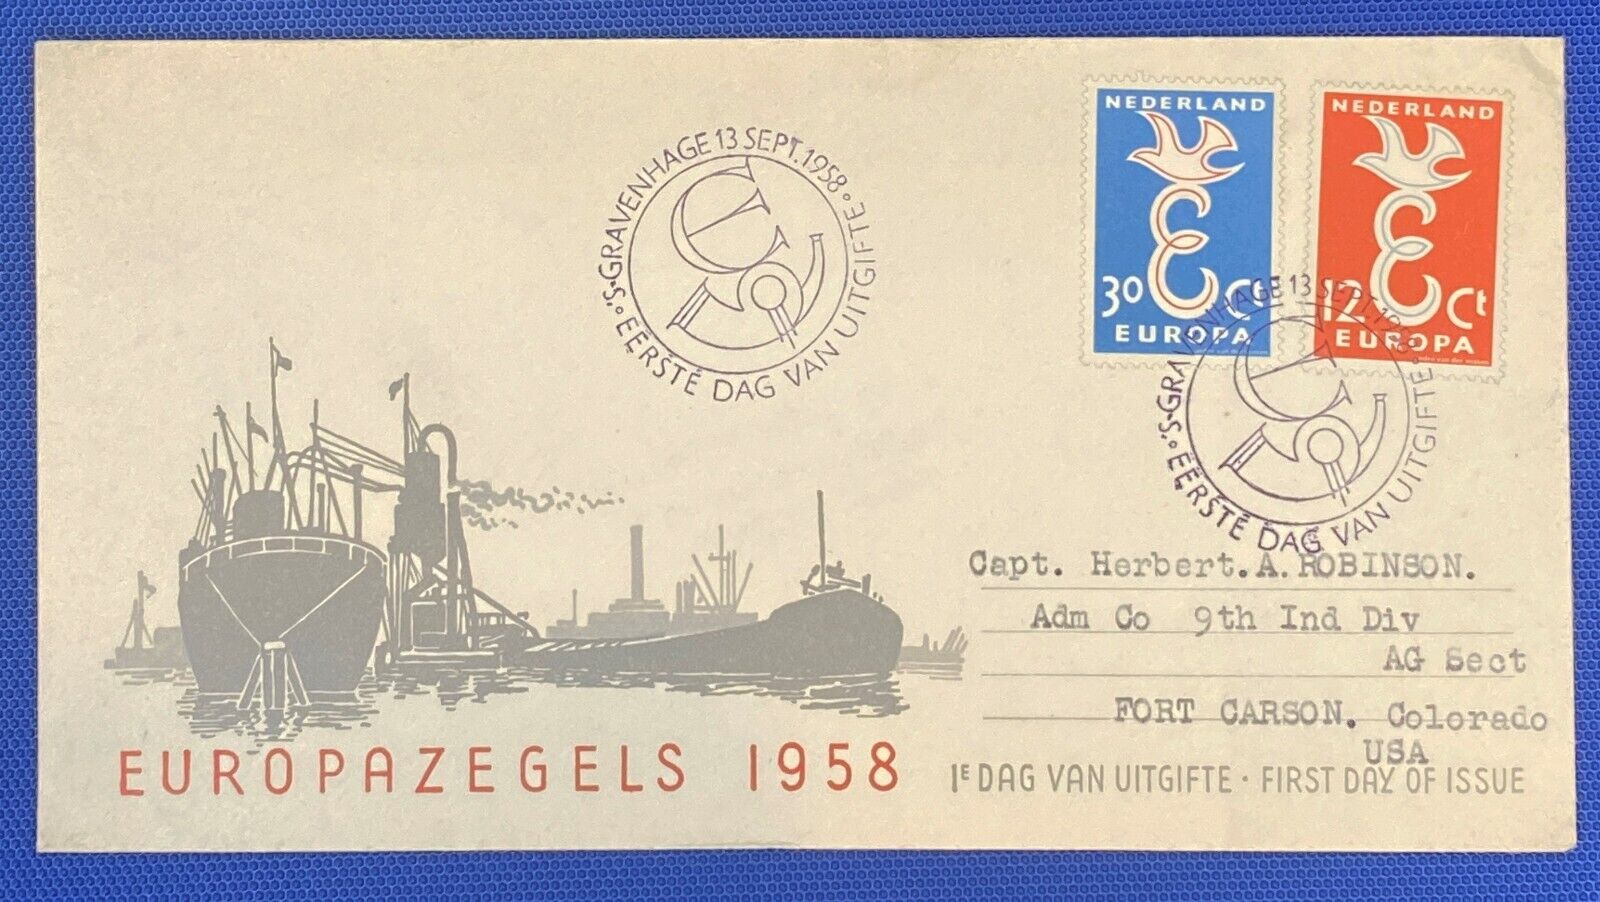 NEDERLAND
30 Ct
EUROPA
NEDERLAND
12 Ct
EUROPA
'S-GRAVENHAGE 13 SEPT. 1958
EERSTE DAG VAN UITGIFTE
'S-GRAVENHAGE 13 SEPT. 1958
EERSTE DAG VAN UITGIFTE
Capt. Herbert.A.ROBINSON.
Adm Co 9th Ind Div
AG Sect
FORT CARSON. Colorado
USA
EUROPAZEGELS 1958
1E DAG VAN UITGIFTE · FIRST DAY OF ISSUE